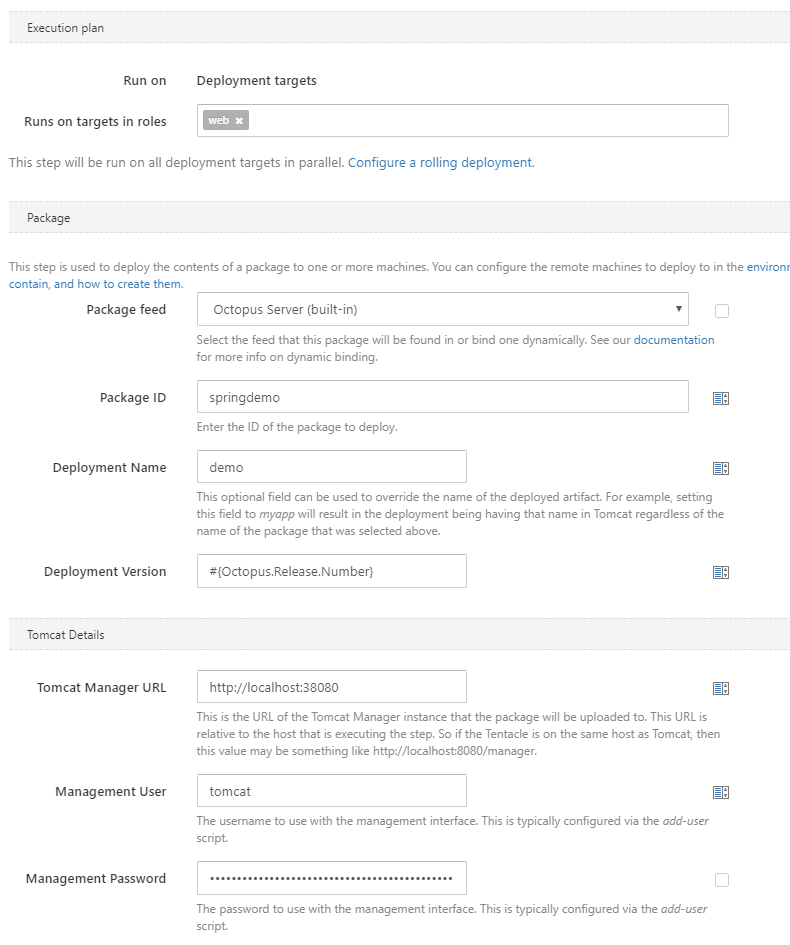 Execution plan
Run on Deployment targets
Runs on targets in roles web ×
This step will be run on all deployment targets in parallel. Configure a rolling deployment.
Package
This step is used to deploy the contents of a package to one or more machines. You can configure the remote machines to deploy to in the environm
contain, and how to create them.
Package feed Octopus Server (built-in) ▼
Select the feed that this package will be found in or bind one dynamically. See our documentation
for more info on dynamic binding.
Package ID springdemo
Enter the ID of the package to deploy.
Deployment Name demo
This optional field can be used to override the name of the deployed artifact. For example, setting
this field to myapp will result in the deployment being having that name in Tomcat regardless of the
name of the package that was selected above.
Deployment Version #{Octopus.Release.Number}
Tomcat Details
Tomcat Manager URL http://localhost:38080
This is the URL of the Tomcat Manager instance that the package will be uploaded to. This URL is
relative to the host that is executing the step. So if the Tentacle is on the same host as Tomcat, then
this value may be something like http://localhost:8080/manager.
Management User tomcat
The username to use with the management interface. This is typically configured via the add-user
script.
Management Password ••••••••••••••••••••••••••••••••••••••••••••
The password to use with the management interface. This is typically configured via the add-user
script.